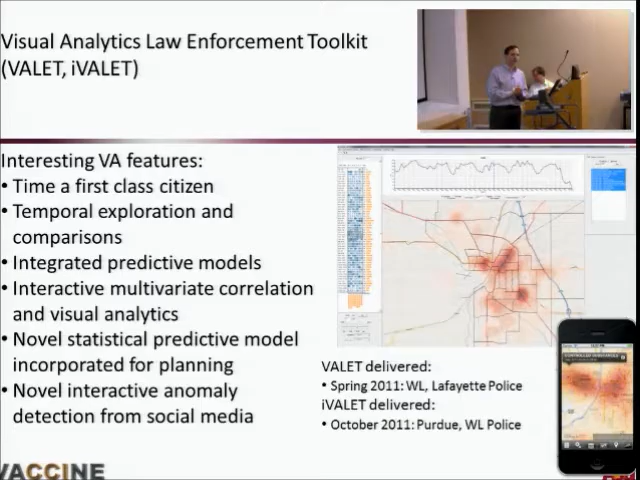 Visual Analytics Law Enforcement Toolkit
(VALET, iVALET)
Interesting VA features:
• Time a first class citizen
• Temporal exploration and
comparisons
• Integrated predictive models
• Interactive multivariate correlation
and visual analytics
• Novel statistical predictive model
incorporated for planning
• Novel interactive anomaly
detection from social media
VALET delivered:
• Spring 2011: WL, Lafayette Police
iVALET delivered:
• October 2011: Purdue, WL Police
VACCINE